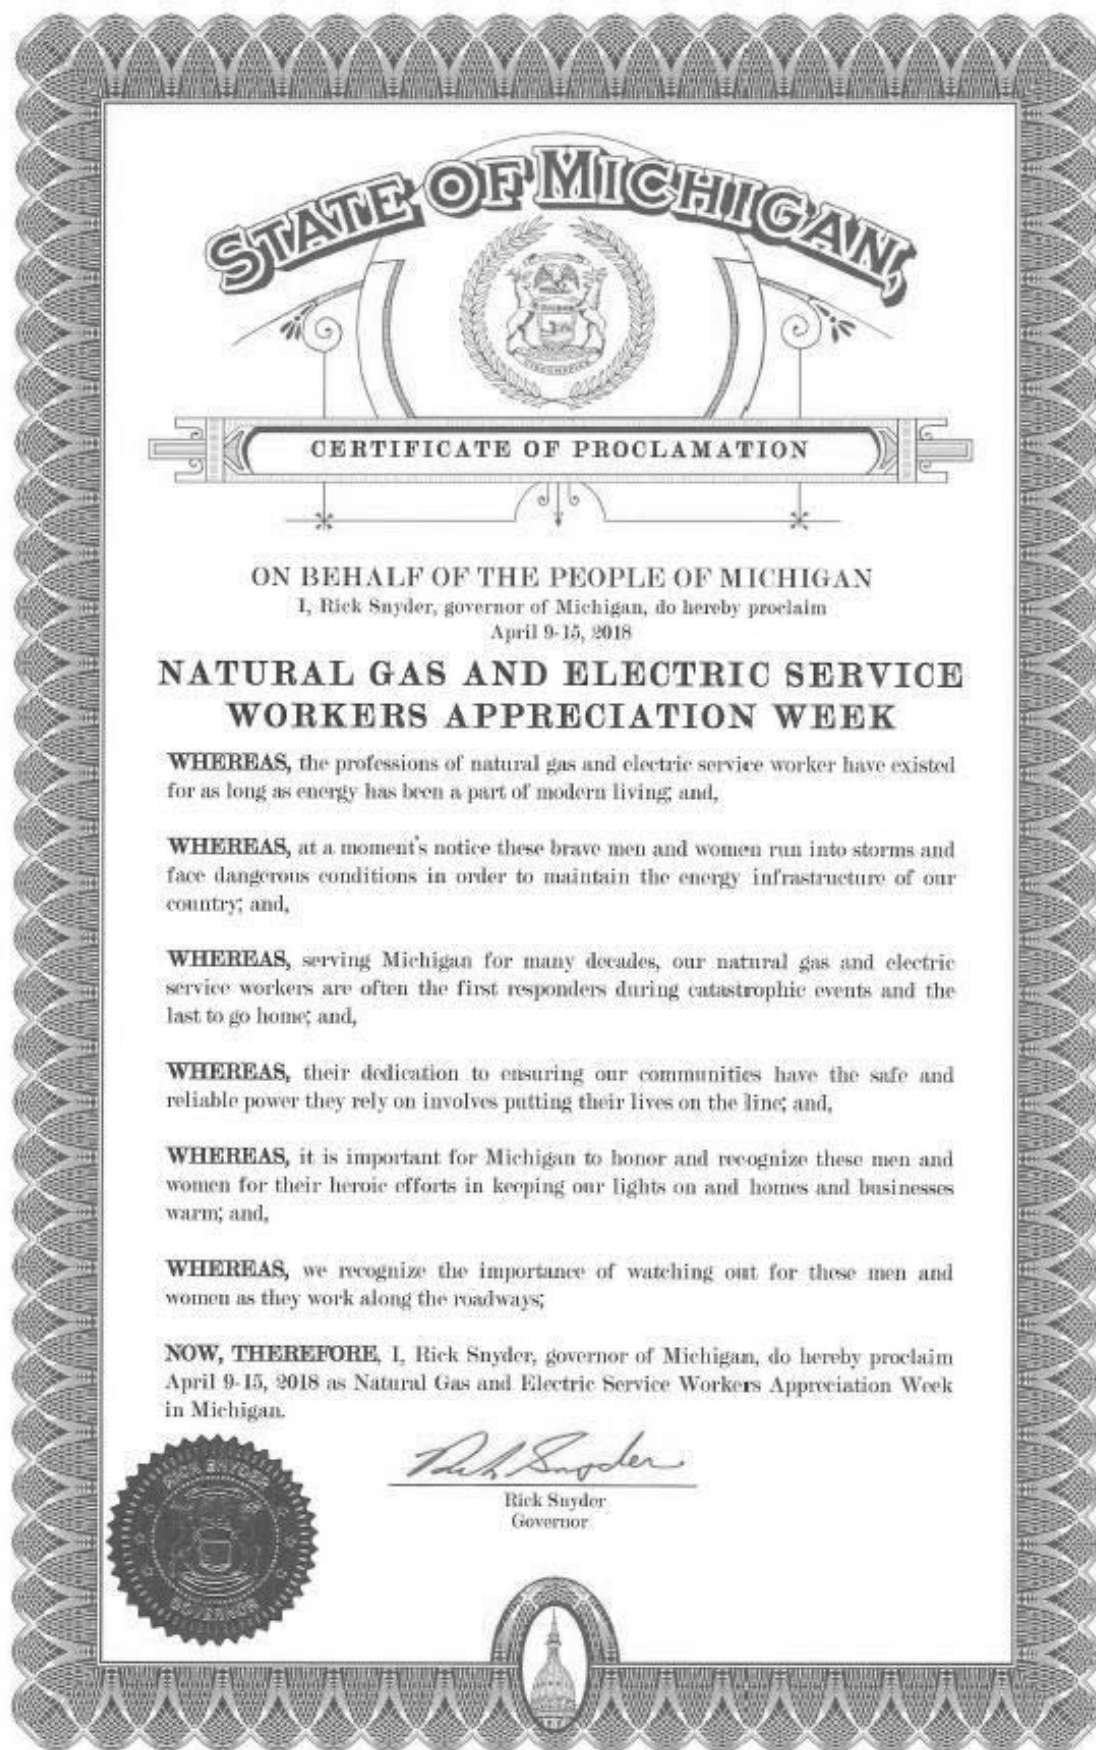 STATE OF MICHIGAN,
CERTIFICATE OF PROCLAMATION
ON BEHALF OF THE PEOPLE OF MICHIGAN
I, Rick Snyder, governor of Michigan, do hereby proclaim
April 9-15, 2018
NATURAL GAS AND ELECTRIC SERVICE
WORKERS APPRECIATION WEEK
WHEREAS, the professions of natural gas and electric service worker have existed
for as long as energy has been a part of modern living; and,
WHEREAS, at a moment's notice these brave men and women run into storms and
face dangerous conditions in order to maintain the energy infrastructure of our
country; and,
WHEREAS, serving Michigan for many decades, our natural gas and electric
service workers are often the first responders during catastrophic events and the
last to go home; and,
WHEREAS, their dedication to ensuring our communities have the safe and
reliable power they rely on involves putting their lives on the line; and,
WHEREAS, it is important for Michigan to honor and recognize these men and
women for their heroic efforts in keeping our lights on and homes and businesses
warm; and,
WHEREAS, we recognize the importance of watching out for these men and
women as they work along the roadways;
NOW, THEREFORE, I, Rick Snyder, governor of Michigan, do hereby proclaim
April 9-15, 2018 as Natural Gas and Electric Service Workers Appreciation Week
in Michigan.
Rick Snyder
Rick Snyder
Governor
RICK SNYDER
GOVERNOR